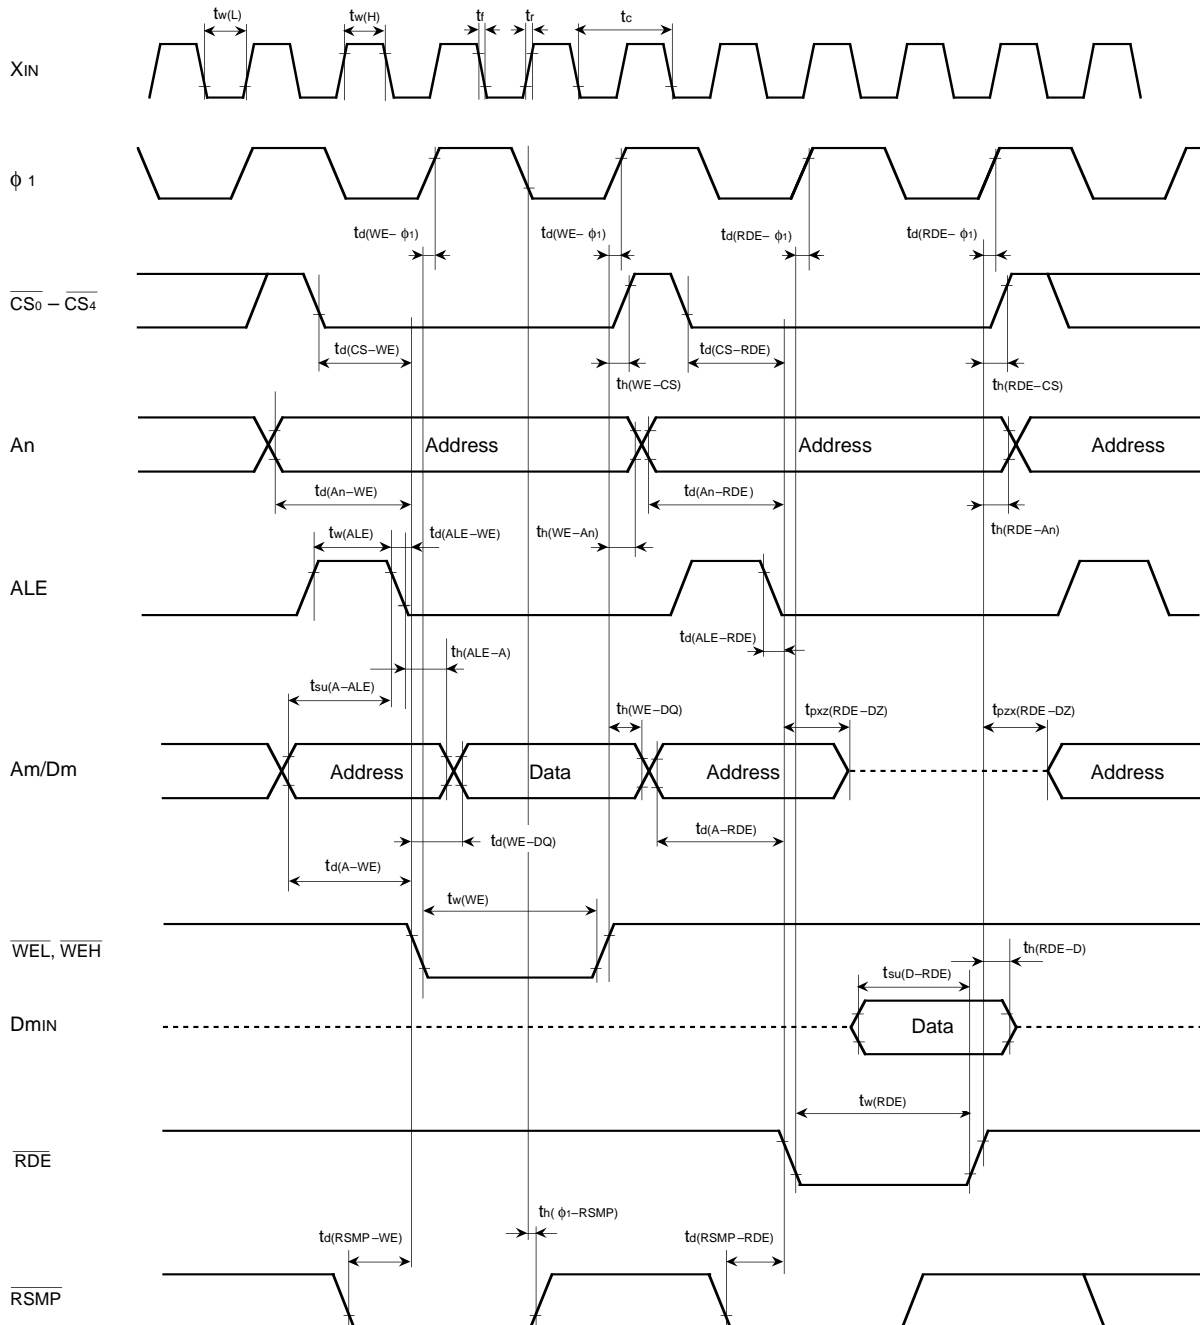 tw(L) tw(H) tf tr tc
XIN
ϕ 1
td(WE– ϕ1) td(WE– ϕ1) td(RDE– ϕ1) td(RDE– ϕ1)
CS0 – CS4
td(CS–WE) td(CS–RDE)
th(WE–CS) th(RDE–CS)
An Address Address Address
td(An–WE) td(An–RDE)
tw(ALE) td(ALE–WE) th(WE–An) th(RDE–An)
ALE
td(ALE–RDE)
th(ALE–A)
tsu(A–ALE)
th(WE–DQ) tpxz(RDE–DZ) tpzx(RDE–DZ)
Am/Dm Address Data Address Address
td(WE–DQ) td(A–RDE)
td(A–WE)
tw(WE)
WEL, WEH
th(RDE–D)
tsu(D–RDE)
DmIN Data
tw(RDE)
RDE
th( ϕ1–RSMP)
td(RSMP–WE) td(RSMP–RDE)
RSMP